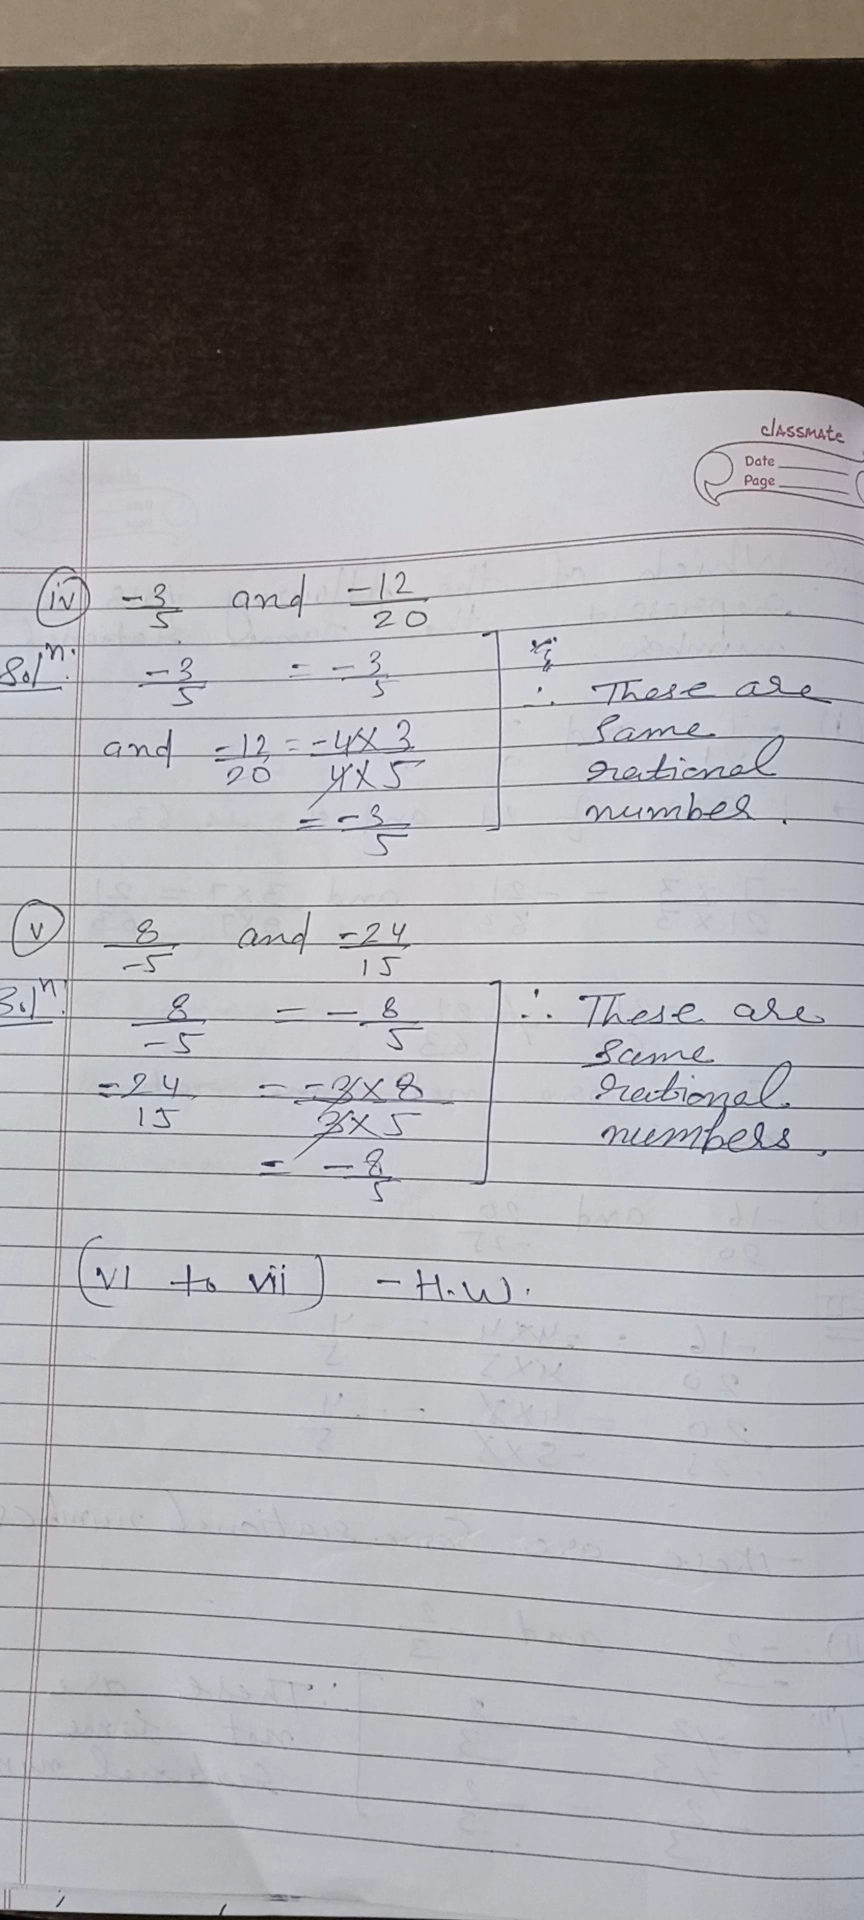 classmate
Date
Page
(iv) -3/5 and -12/20
Solⁿ: -3/5 = -3/5
and -12/20 = -4×3/4×5
= -3/5
∴ These are
same
rational
number.
(v) 8/-5 and -24/15
Solⁿ: 8/-5 = -8/5
-24/15 = -3×8/3×5
= -8/5
∴ These are
same
rational
numbers.
(vi to vii) - H.W.